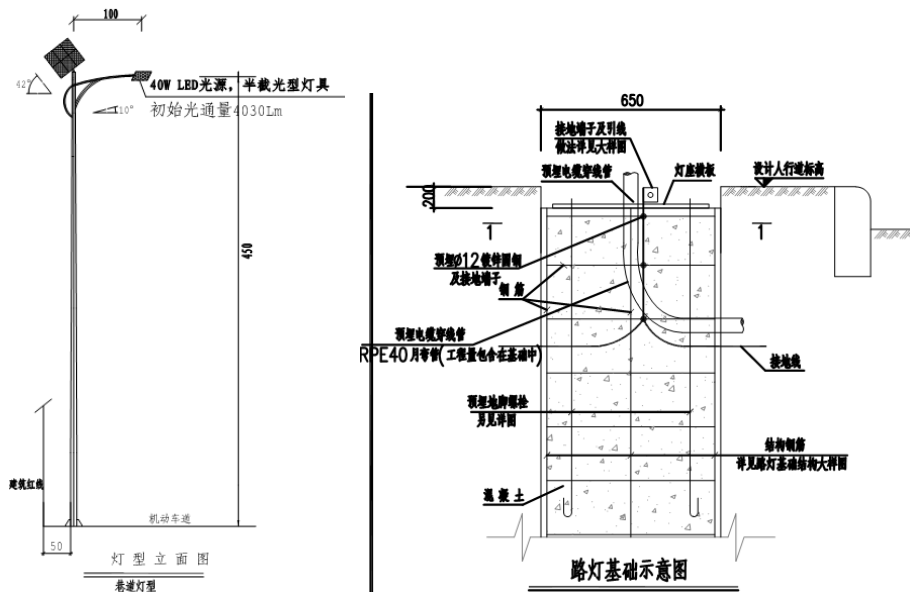 100
42°
40W LED光源，半截光型灯具
初始光通量4030Lm
10°
450
建筑红线
机动车道
50
灯 型 立 面 图
巷道灯型
650
接地端子及引线
做法详见大样图
预埋电缆穿线管
灯座横板
设计人行道标高
200
1
1
预埋Ø12镀锌圆钢
及接地端子
钢 筋
预埋电缆穿线管
RPE40月弯管(工程量包含在基础中)
接地线
预埋地脚螺栓
另见详图
结构钢筋
详见路灯基础结构大样图
混 凝 土
路灯基础示意图